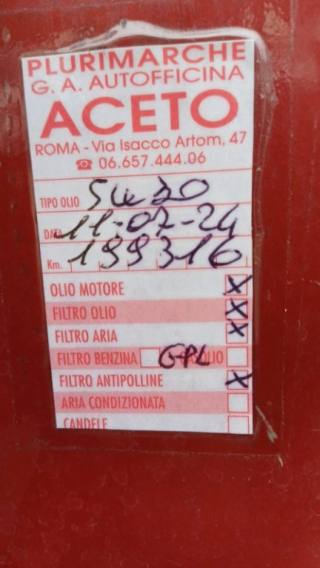 PLURIMARCHE
G. A. AUTOFFICINA
ACETO
ROMA - Via Isacco Artom, 47
☎ 06.657.444.06
TIPO OLIO 5W30
DATA 11-07-24
Km. 199316
OLIO MOTORE X
FILTRO OLIO X
FILTRO ARIA X
FILTRO BENZINA GPL OLIO
FILTRO ANTIPOLLINE X
ARIA CONDIZIONATA
CANDELE